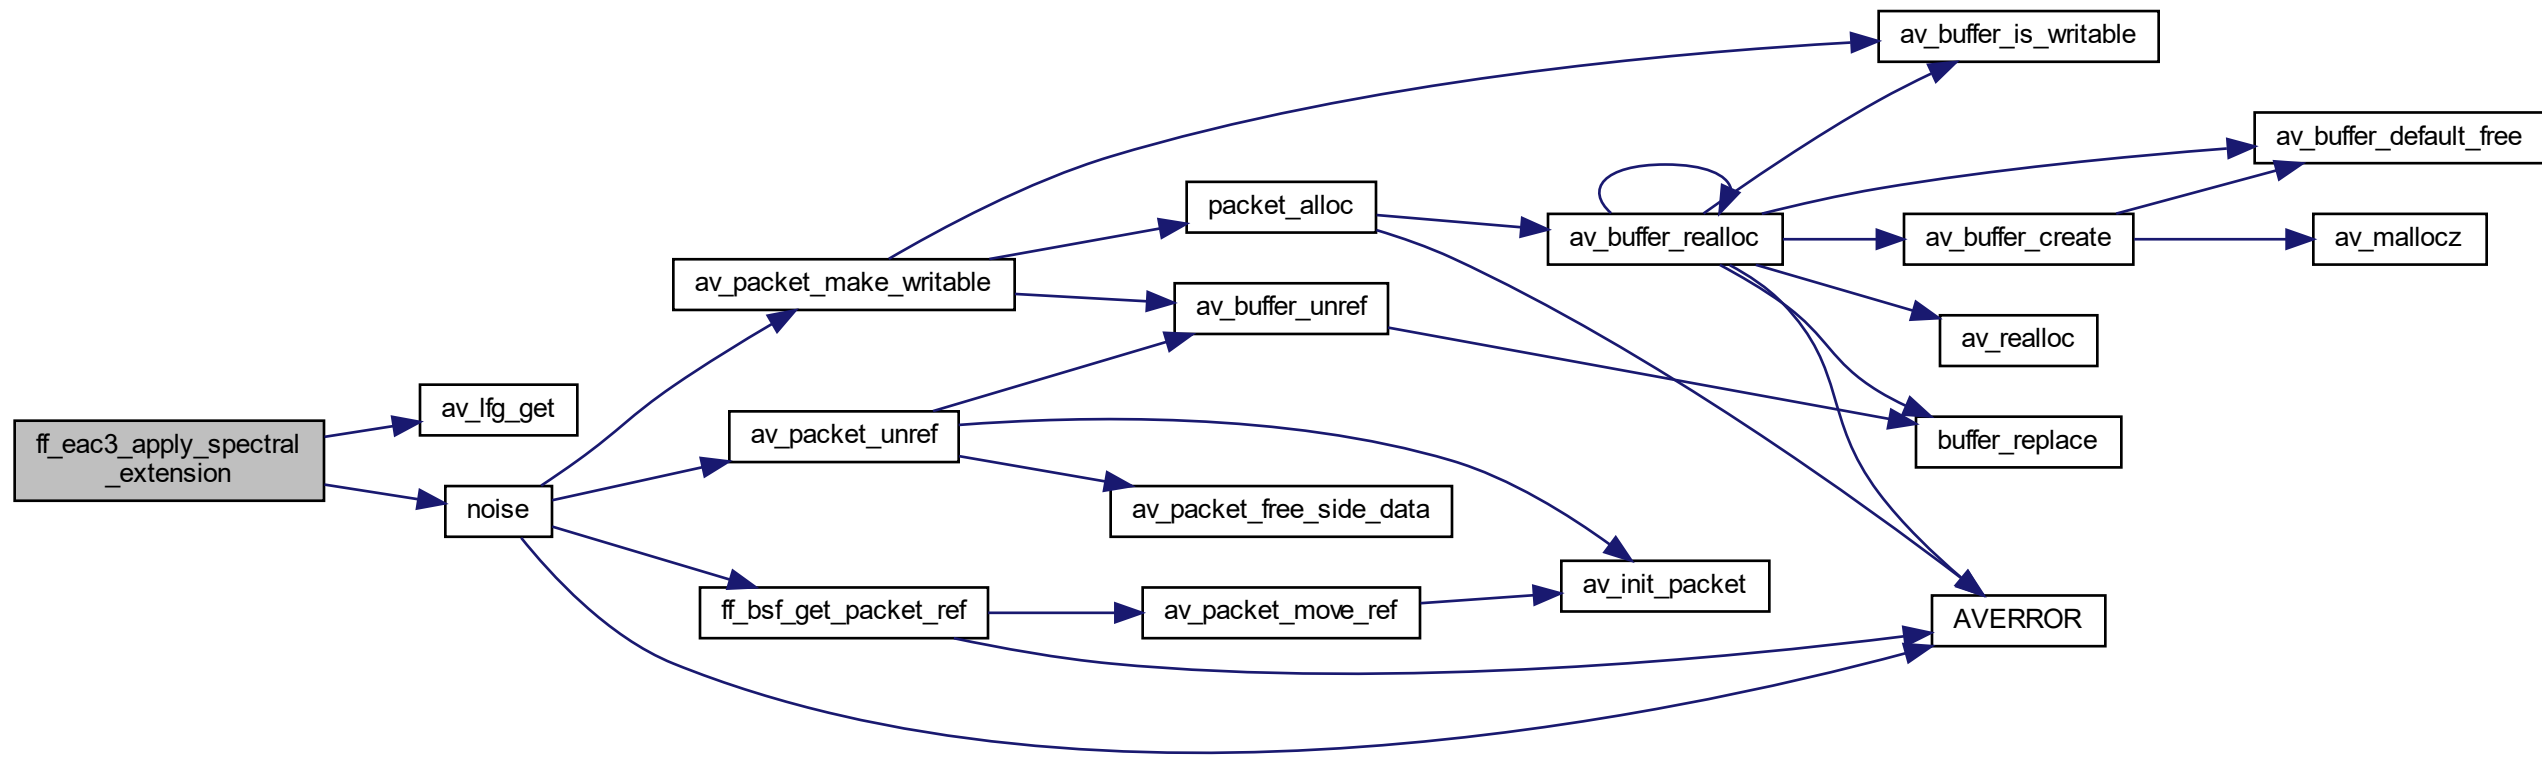 av_buffer_is_writable
av_buffer_default_free
packet_alloc
av_buffer_realloc
av_buffer_create
av_mallocz
av_packet_make_writable
av_buffer_unref
av_realloc
av_lfg_get
ff_eac3_apply_spectral
_extension
av_packet_unref
buffer_replace
noise
av_packet_free_side_data
av_init_packet
ff_bsf_get_packet_ref
av_packet_move_ref
AVERROR